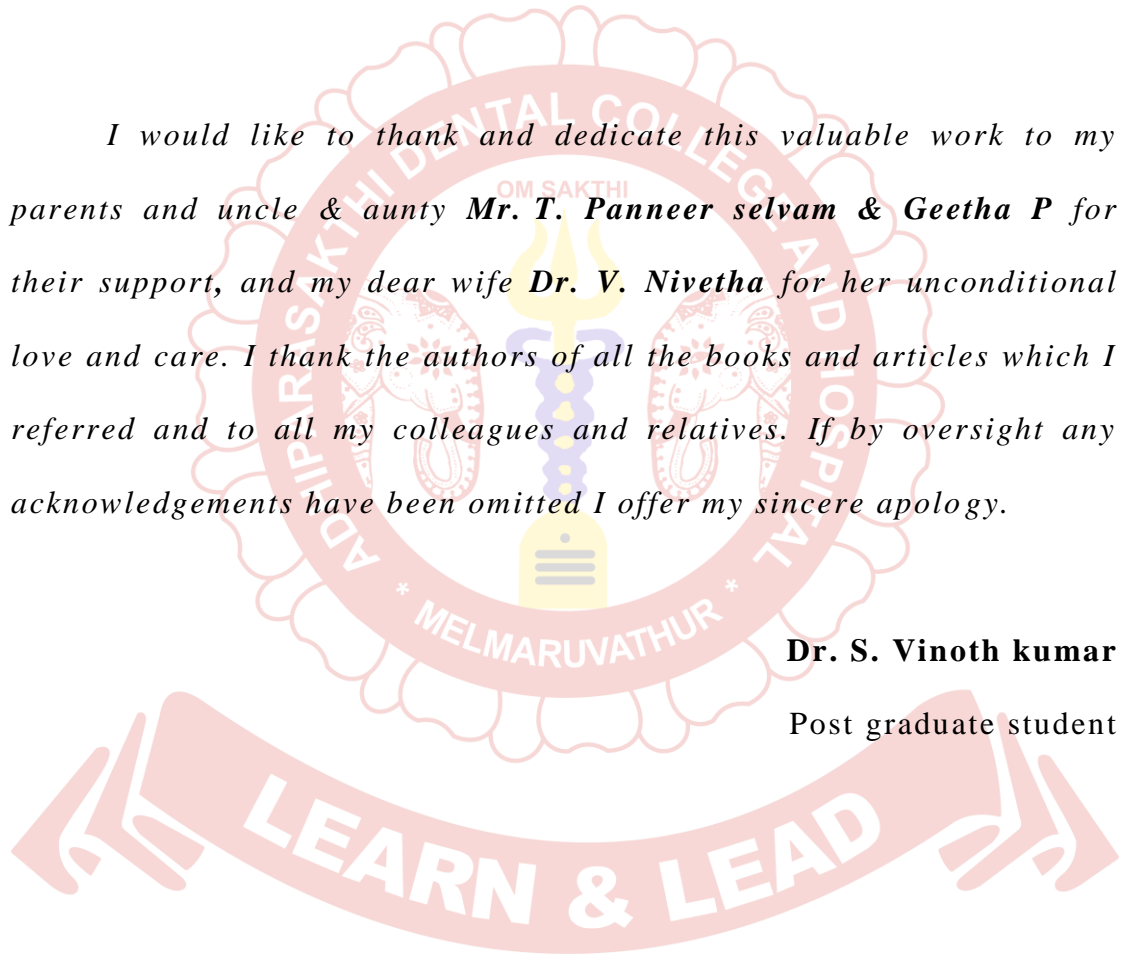 I would like to thank and dedicate this valuable work to my
parents and uncle & aunty Mr. T. Panneer selvam & Geetha P for
their support, and my dear wife Dr. V. Nivetha for her unconditional
love and care. I thank the authors of all the books and articles which I
referred and to all my colleagues and relatives. If by oversight any
acknowledgements have been omitted I offer my sincere apology.
Dr. S. Vinoth kumar
Post graduate student
ADHIPARASAKTHI DENTAL COLLEGE AND HOSPITAL
OM SAKTHI
* MELMARUVATHUR *
LEARN & LEAD